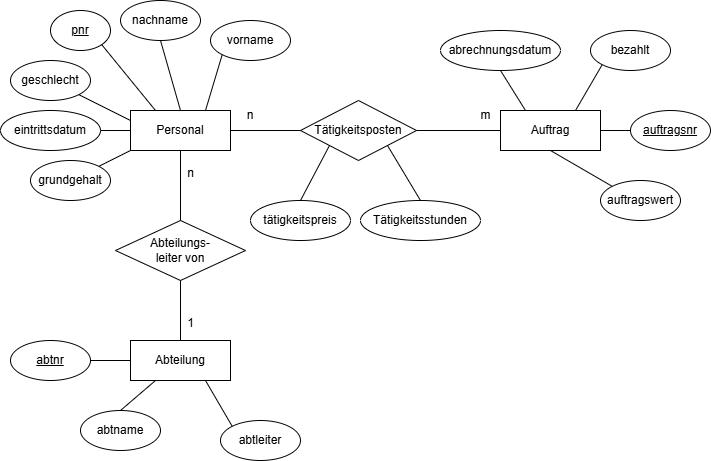 nachname
pnr
vorname
abrechnungsdatum
bezahlt
geschlecht
n
m
eintrittsdatum
Personal
Tätigkeitsposten
Auftrag
auftragsnr
grundgehalt
n
auftragswert
tätigkeitspreis
Tätigkeitsstunden
Abteilungs-
leiter von
1
abtnr
Abteilung
abtname
abtleiter